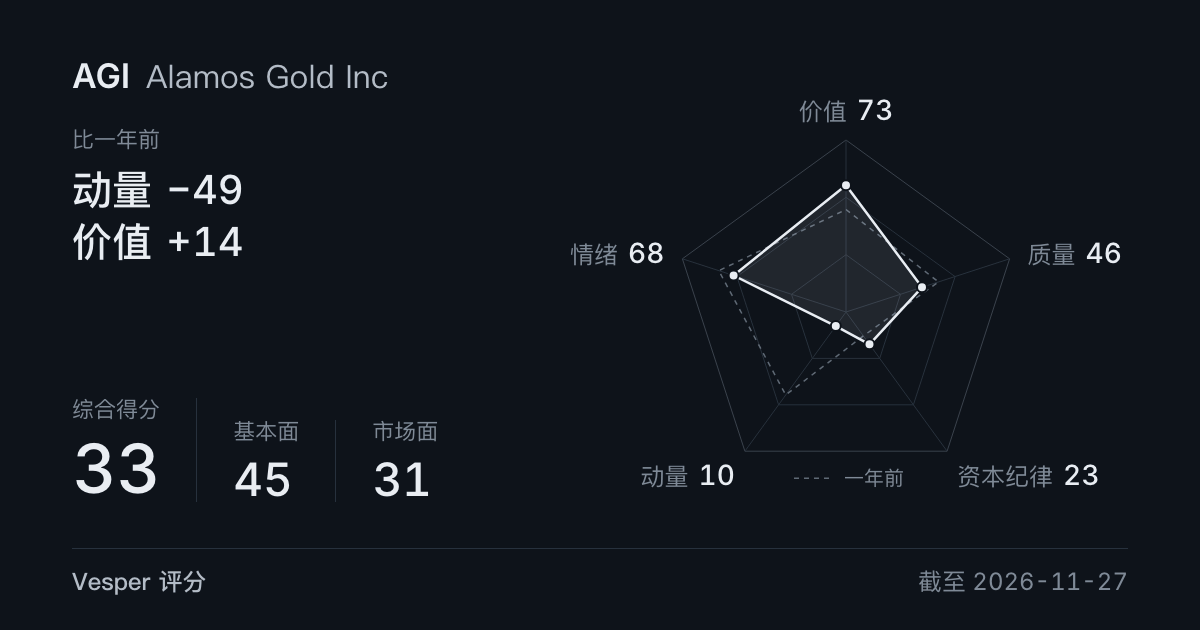 AGI Alamos Gold Inc
比一年前
动量 −49
价值 +14
价值 73
情绪 68
质量 46
动量 10
---- 一年前
资本纪律 23
综合得分
33
基本面
45
市场面
31
Vesper 评分
截至 2026-11-27